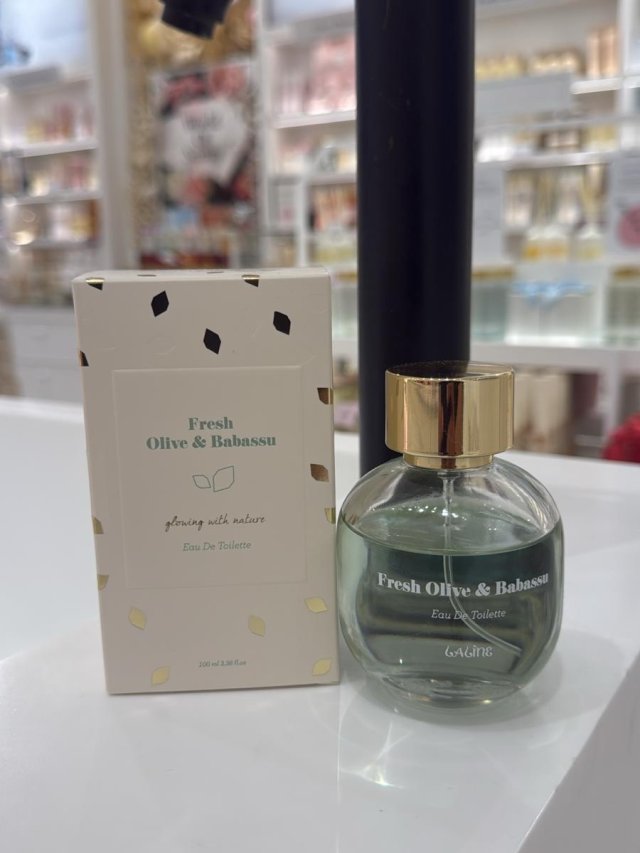 Fresh
Olive & Babassu
glowing with nature
Eau De Toilette
100 ml 3,38 fl.oz
Fresh Olive & Babassu
Eau De Toilette
LALINE